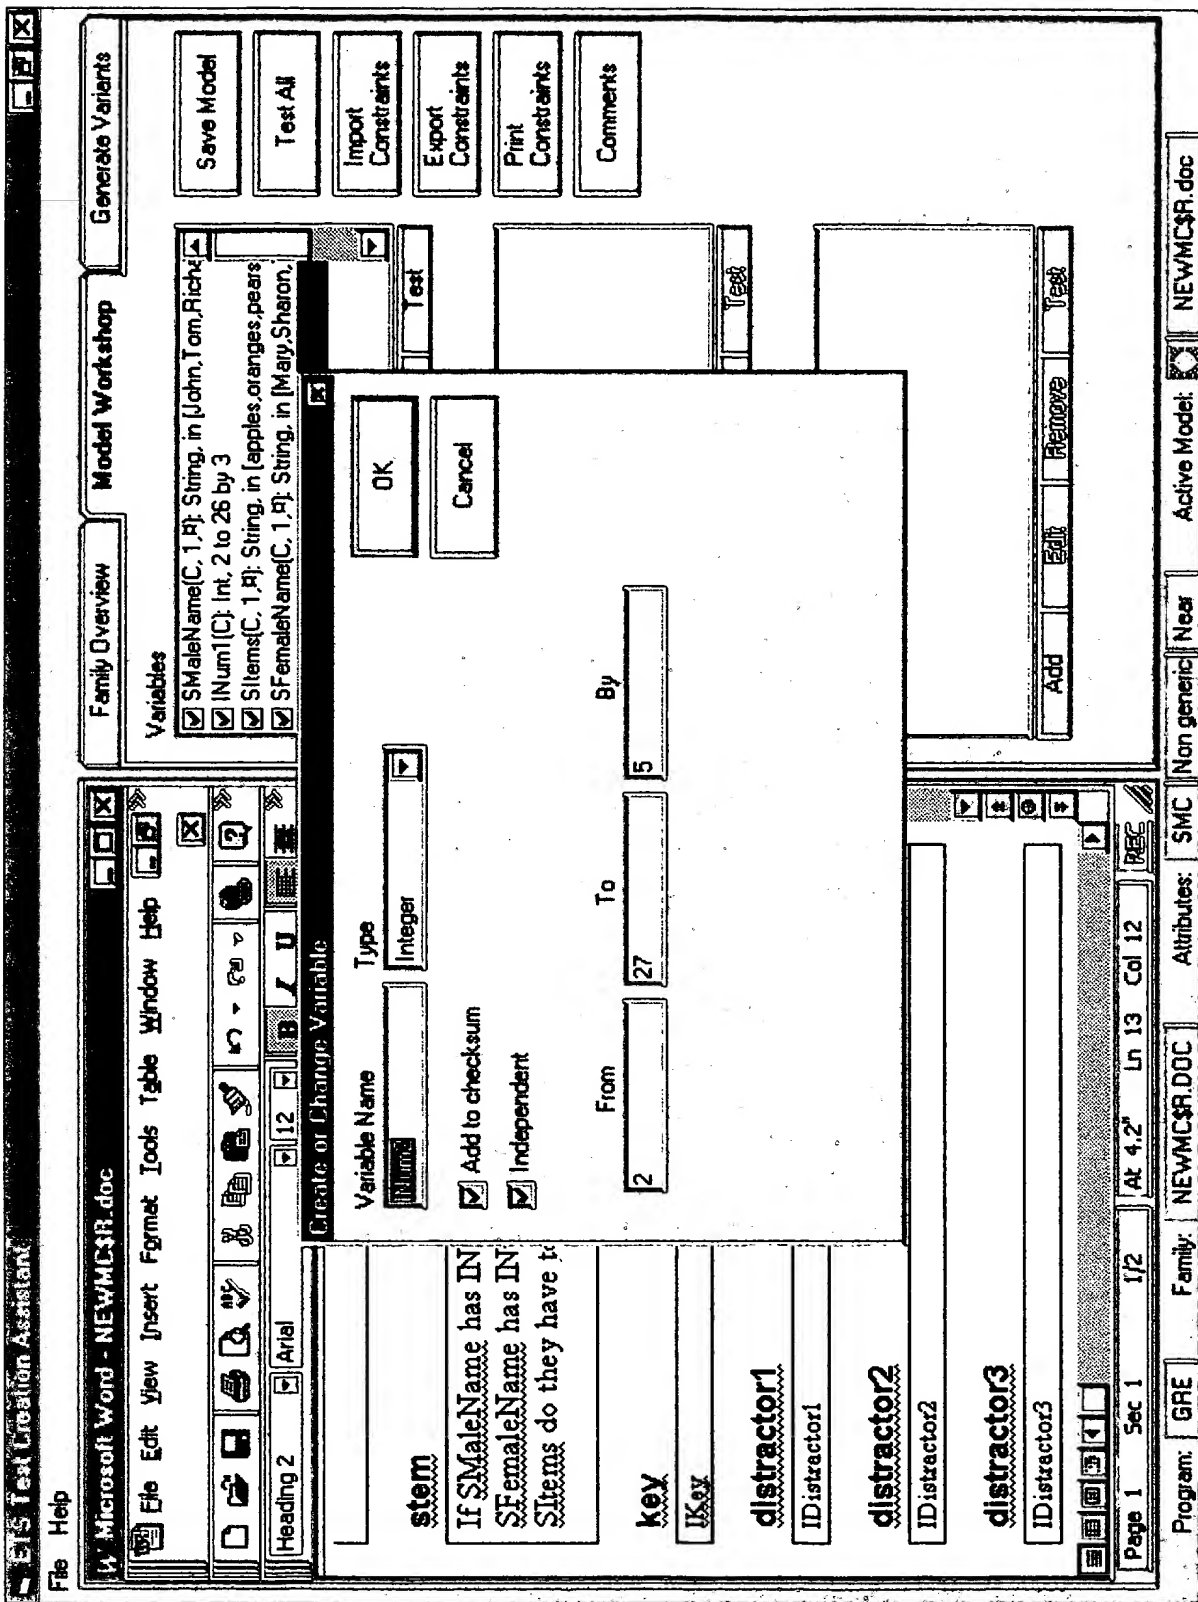 ETS Test Creation Assistant
File Help
Microsoft Word - NEWMC$R.doc
File Edit View Insert Format Tools Table Window Help
Heading 2 Arial 12 B I U
stem
If SMaleName has IN
SFemaleName has IN
SItems do they have to
key
IKey
distractor1
IDistractor1
distractor2
IDistractor2
distractor3
IDistractor3
Page 1 Sec 1 1/2 At 4.2" Ln 13 Col 12 REC
Family Overview Model Workshop Generate Variants
Variables
SMaleName(C, 1,¤): String, in [John,Tom,Richa
INum1(C): Int, 2 to 26 by 3
SItems(C, 1,¤): String, in [apples,oranges,pears
SFemaleName(C, 1,¤): String, in [Mary,Sharon,
Test
Test
Add Edit Remove Test
Save Model
Test All
Import Constraints
Export Constraints
Print Constraints
Comments
Create or Change Variable
Variable Name Type
Integer
OK
Cancel
Add to checksum
Independent
From To By
2 27 5
Program: GRE Family: NEWMC$R.DOC Attributes: SMC Non generic Near Active Model: NEWMC$R.doc